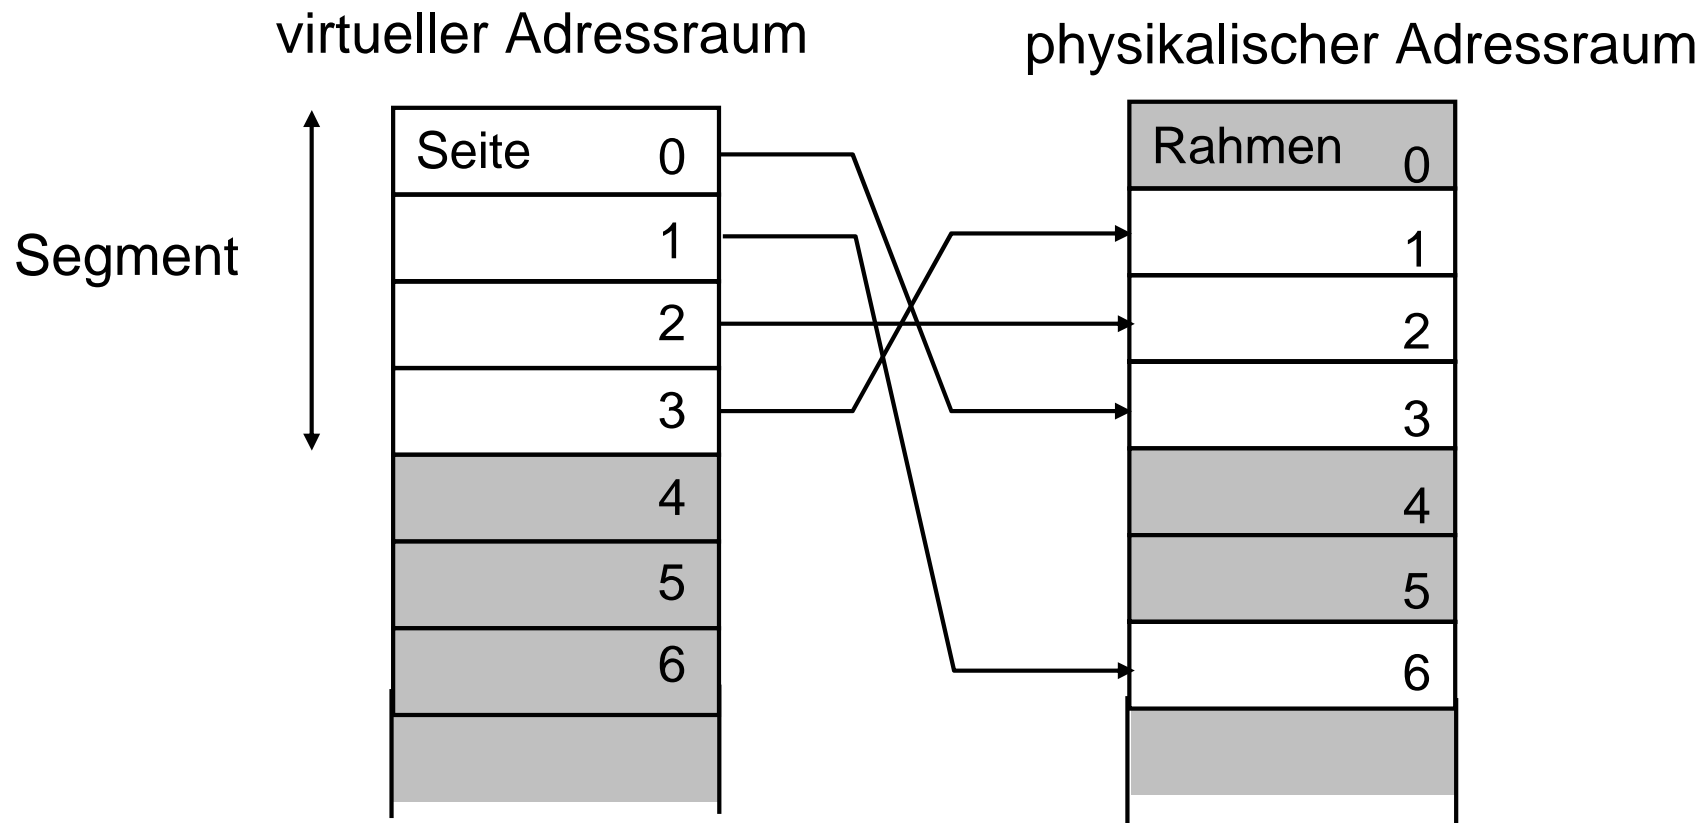 virtueller Adressraum
physikalischer Adressraum
Segment
Seite 0
1
2
3
4
5
6
Rahmen 0
1
2
3
4
5
6